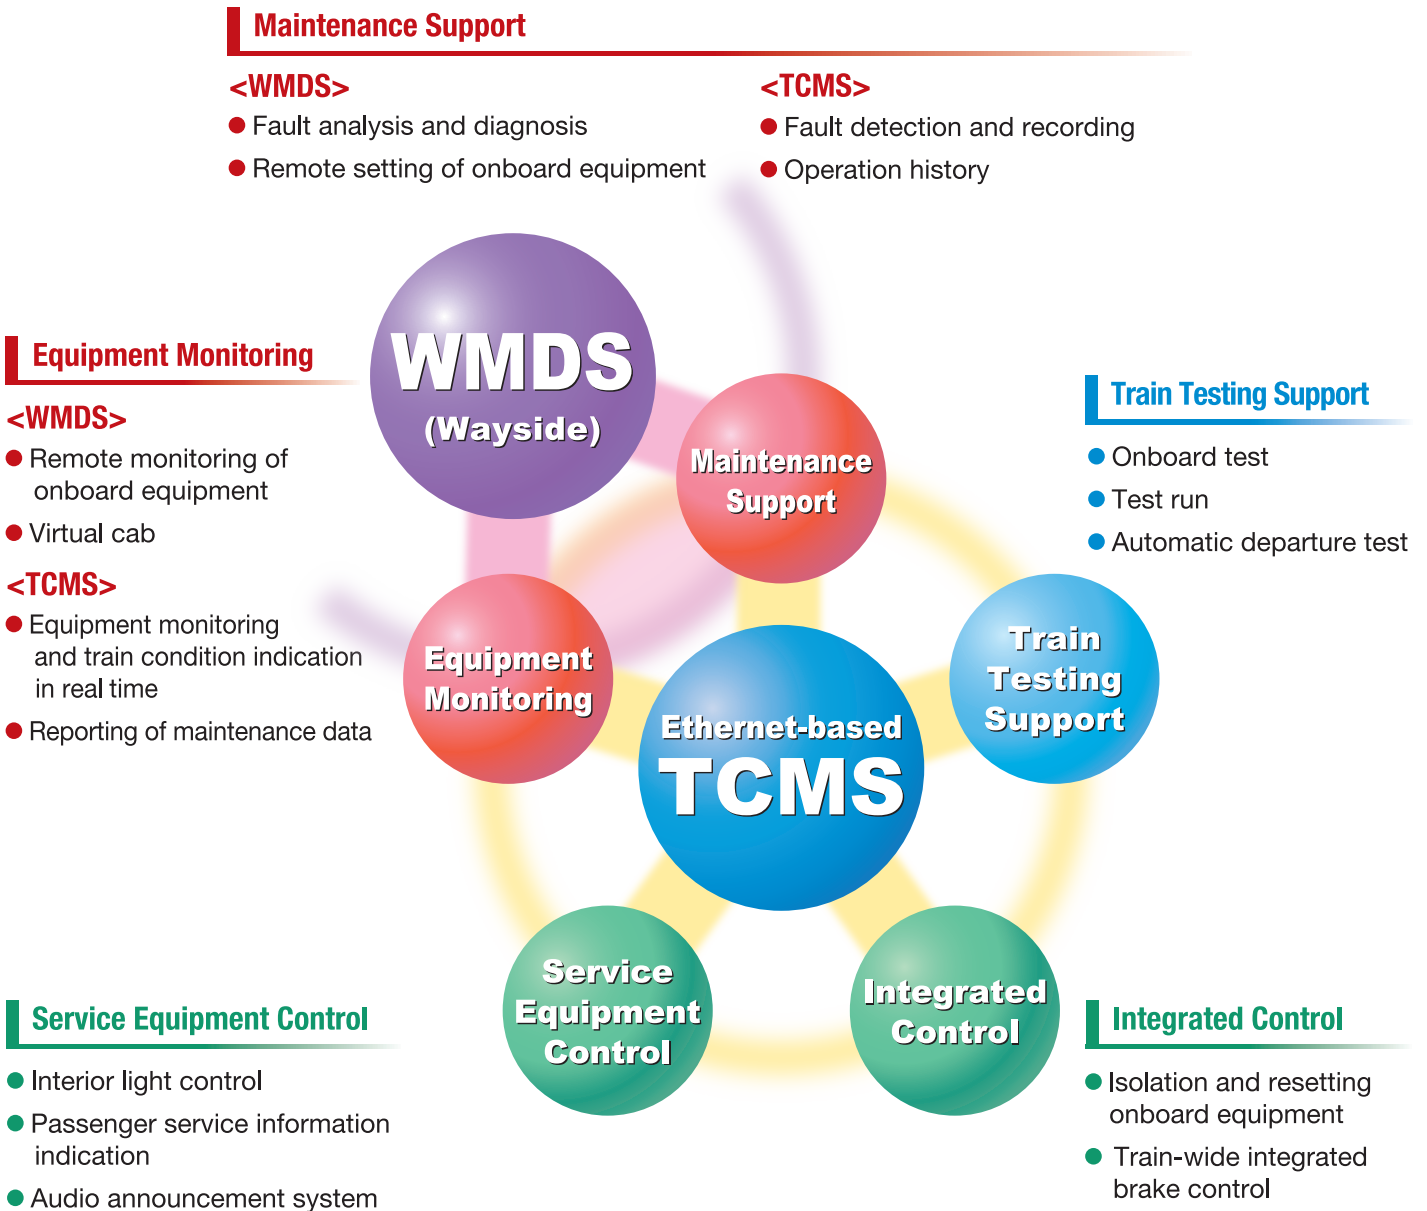 Maintenance Support
<WMDS>
● Fault analysis and diagnosis
● Remote setting of onboard equipment
<TCMS>
● Fault detection and recording
● Operation history
WMDS
(Wayside)
Maintenance
Support
Equipment Monitoring
<WMDS>
● Remote monitoring of
onboard equipment
● Virtual cab
<TCMS>
● Equipment monitoring
and train condition indication
in real time
● Reporting of maintenance data
Equipment
Monitoring
Ethernet-based
TCMS
Train Testing Support
● Onboard test
● Test run
● Automatic departure test
Train
Testing
Support
Service
Equipment
Control
Integrated
Control
Service Equipment Control
● Interior light control
● Passenger service information
indication
● Audio announcement system
Integrated Control
● Isolation and resetting
onboard equipment
● Train-wide integrated
brake control